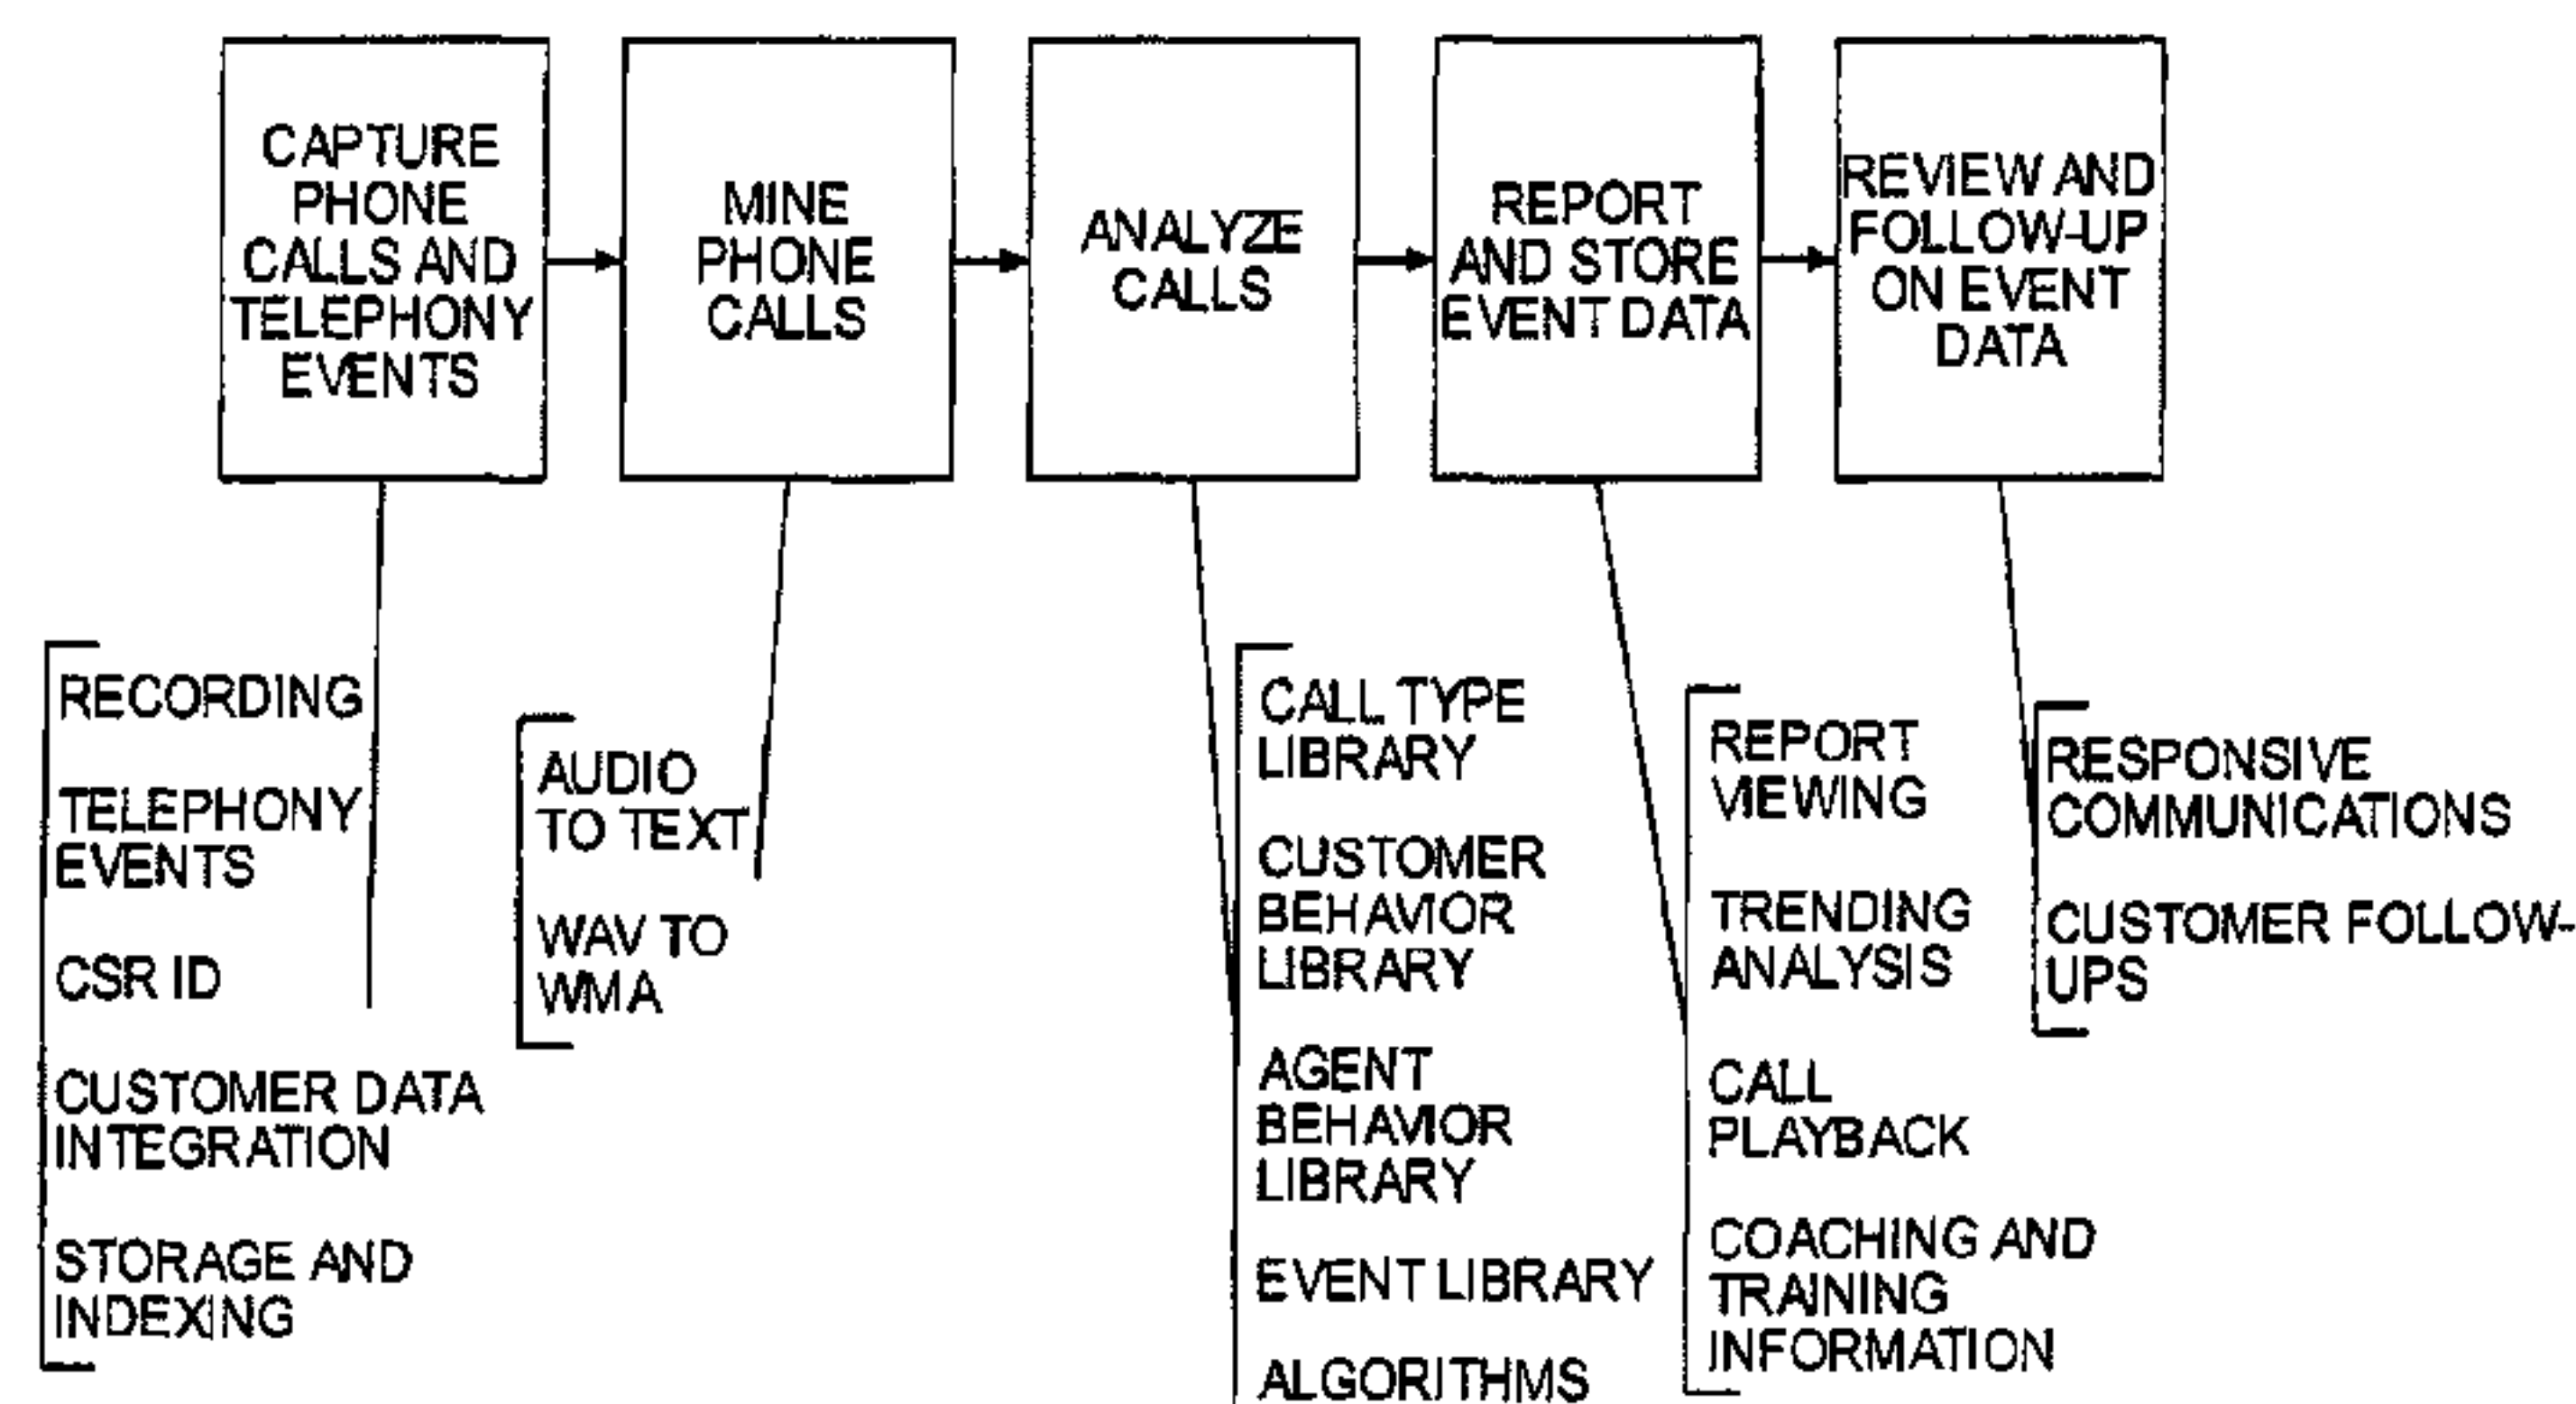 CAPTURE
PHONE
CALLS AND
TELEPHONY
EVENTS
MINE
PHONE
CALLS
ANALYZE
CALLS
REPORT
AND STORE
EVENT DATA
REVIEW AND
FOLLOW-UP
ON EVENT
DATA
RECORDING
TELEPHONY
EVENTS
CSR ID
CUSTOMER DATA
INTEGRATION
STORAGE AND
INDEXING
AUDIO
TO TEXT
WAV TO
WMA
CALL TYPE
LIBRARY
CUSTOMER
BEHAVIOR
LIBRARY
AGENT
BEHAVIOR
LIBRARY
EVENT LIBRARY
ALGORITHMS
REPORT
VIEWING
TRENDING
ANALYSIS
CALL
PLAYBACK
COACHING AND
TRAINING
INFORMATION
RESPONSIVE
COMMUNICATIONS
CUSTOMER FOLLOW-
UPS